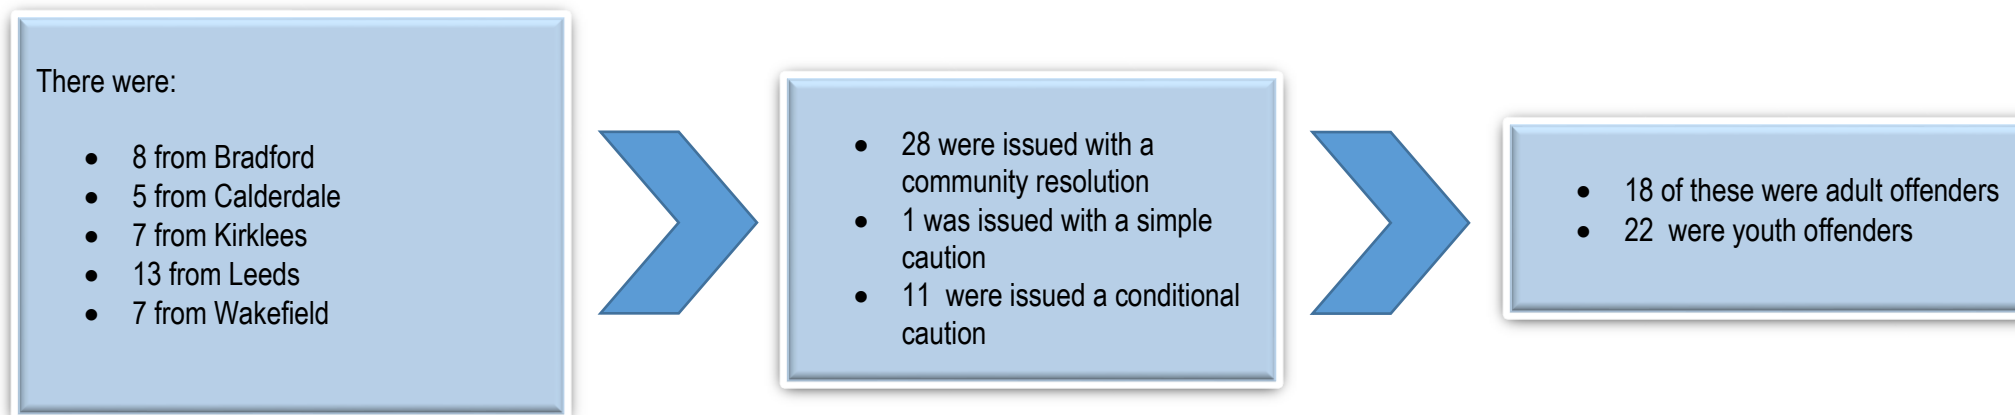 There were:
• 8 from Bradford
• 5 from Calderdale
• 7 from Kirklees
• 13 from Leeds
• 7 from Wakefield
• 28 were issued with a
community resolution
• 1 was issued with a simple
caution
• 11  were issued a conditional
caution
• 18 of these were adult offenders
• 22  were youth offenders